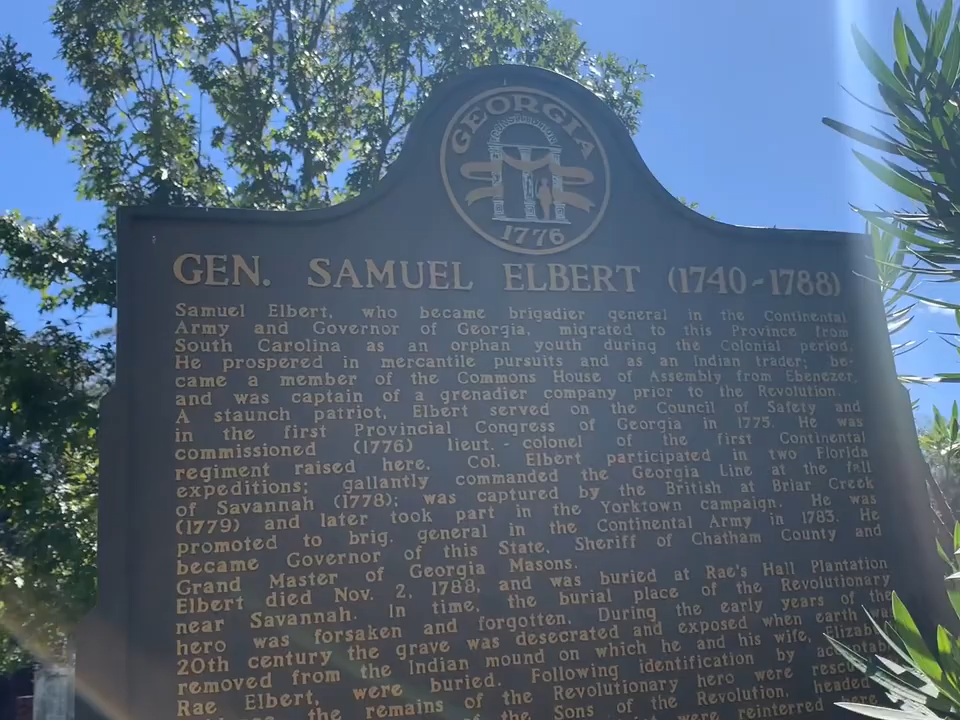 GEORGIA
1776
GEN. SAMUEL ELBERT (1740-1788)
Samuel Elbert, who became brigadier general in the Continental
Army and Governor of Georgia, migrated to this Province from
South Carolina as an orphan youth during the Colonial period.
He prospered in mercantile pursuits and as an Indian trader; be-
came a member of the Commons House of Assembly from Ebenezer,
and was captain of a grenadier company prior to the Revolution.
A staunch patriot, Elbert served on the Council of Safety and
in the first Provincial Congress of Georgia in 1775. He was
commissioned (1776) lieut.-colonel of the first Continental
regiment raised here. Col. Elbert participated in two Florida
expeditions; gallantly commanded the Georgia Line at the fall
of Savannah (1778); was captured by the British at Briar Creek
(1779) and later took part in the Yorktown campaign. He was
promoted to brig. general in the Continental Army in 1783. He
became Governor of this State, Sheriff of Chatham County and
Grand Master of Georgia Masons.
Elbert died Nov. 2, 1788, and was buried at Rae's Hall Plantation
near Savannah. In time, the burial place of the Revolutionary
hero was forsaken and forgotten. During the early years of the
20th century the grave was desecrated and exposed when earth
removed from the Indian mound on which he and his wife, Elizabeth
Rae Elbert, were buried. Following identification by
the remains of the Revolutionary hero were
of the Sons of the Revolution, headed
were reinterred here